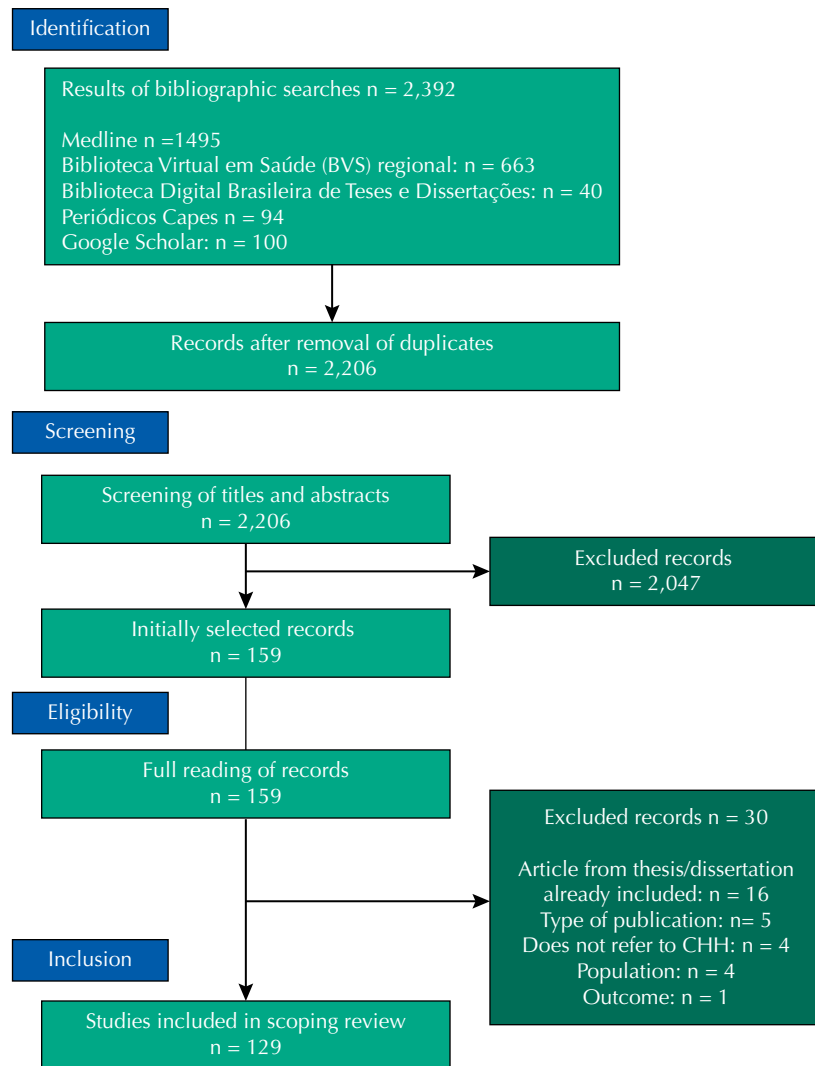 Identification
Results of bibliographic searches n = 2,392
Medline n =1495
Biblioteca Virtual em Saúde (BVS) regional: n = 663
Biblioteca Digital Brasileira de Teses e Dissertações: n = 40
Periódicos Capes n = 94
Google Scholar: n = 100
Records after removal of duplicates
n = 2,206
Screening
Screening of titles and abstracts
n = 2,206
Excluded records
n = 2,047
Initially selected records
n = 159
Eligibility
Full reading of records
n = 159
Excluded records n = 30
Article from thesis/dissertation
already included: n = 16
Type of publication: n= 5
Does not refer to CHH: n = 4
Population: n = 4
Outcome: n = 1
Inclusion
Studies included in scoping review
n = 129